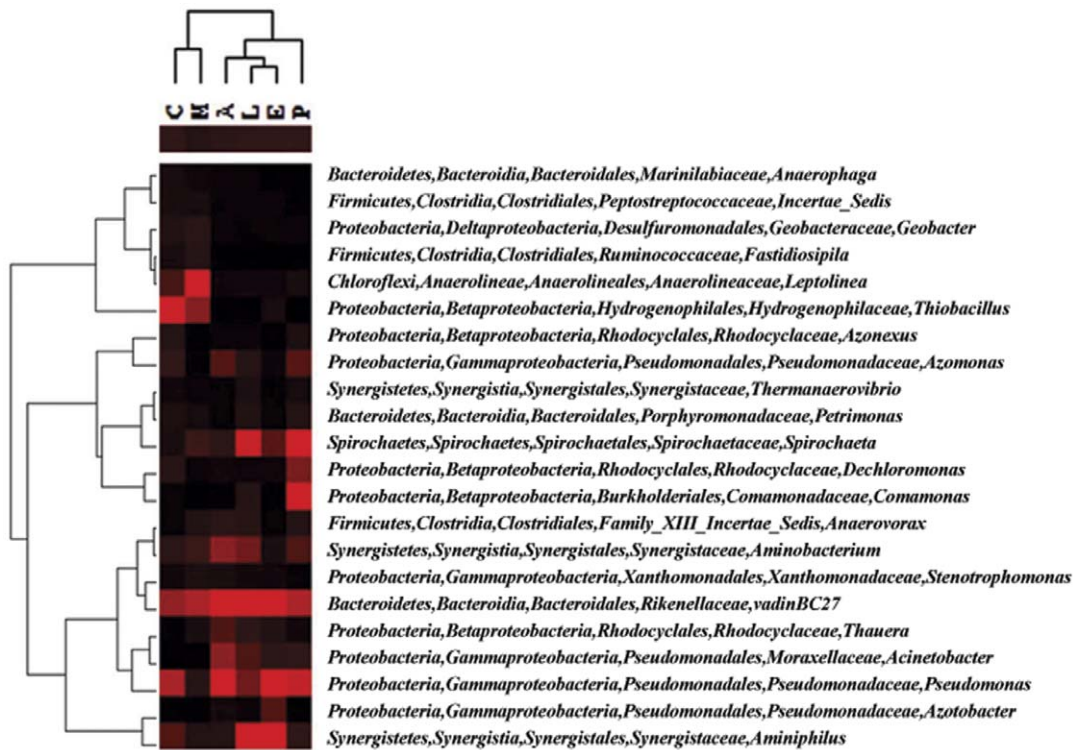 C M A L E P
Bacteroidetes,Bacteroidia,Bacteroidales,Marinilabiaceae,Anaerophaga
Firmicutes,Clostridia,Clostridiales,Peptostreptococcaceae,Incertae_Sedis
Proteobacteria,Deltaproteobacteria,Desulfuromonadales,Geobacteraceae,Geobacter
Firmicutes,Clostridia,Clostridiales,Ruminococcaceae,Fastidiosipila
Chloroflexi,Anaerolineae,Anaerolineales,Anaerolineaceae,Leptolinea
Proteobacteria,Betaproteobacteria,Hydrogenophilales,Hydrogenophilaceae,Thiobacillus
Proteobacteria,Betaproteobacteria,Rhodocyclales,Rhodocyclaceae,Azonexus
Proteobacteria,Gammaproteobacteria,Pseudomonadales,Pseudomonadaceae,Azomonas
Synergistetes,Synergistia,Synergistales,Synergistaceae,Thermanaerovibrio
Bacteroidetes,Bacteroidia,Bacteroidales,Porphyromonadaceae,Petrimonas
Spirochaetes,Spirochaetes,Spirochaetales,Spirochaetaceae,Spirochaeta
Proteobacteria,Betaproteobacteria,Rhodocyclales,Rhodocyclaceae,Dechloromonas
Proteobacteria,Betaproteobacteria,Burkholderiales,Comamonadaceae,Comamonas
Firmicutes,Clostridia,Clostridiales,Family_XIII_Incertae_Sedis,Anaerovorax
Synergistetes,Synergistia,Synergistales,Synergistaceae,Aminobacterium
Proteobacteria,Gammaproteobacteria,Xanthomonadales,Xanthomonadaceae,Stenotrophomonas
Bacteroidetes,Bacteroidia,Bacteroidales,Rikenellaceae,vadinBC27
Proteobacteria,Betaproteobacteria,Rhodocyclales,Rhodocyclaceae,Thauera
Proteobacteria,Gammaproteobacteria,Pseudomonadales,Moraxellaceae,Acinetobacter
Proteobacteria,Gammaproteobacteria,Pseudomonadales,Pseudomonadaceae,Pseudomonas
Proteobacteria,Gammaproteobacteria,Pseudomonadales,Pseudomonadaceae,Azotobacter
Synergistetes,Synergistia,Synergistales,Synergistaceae,Aminiphilus